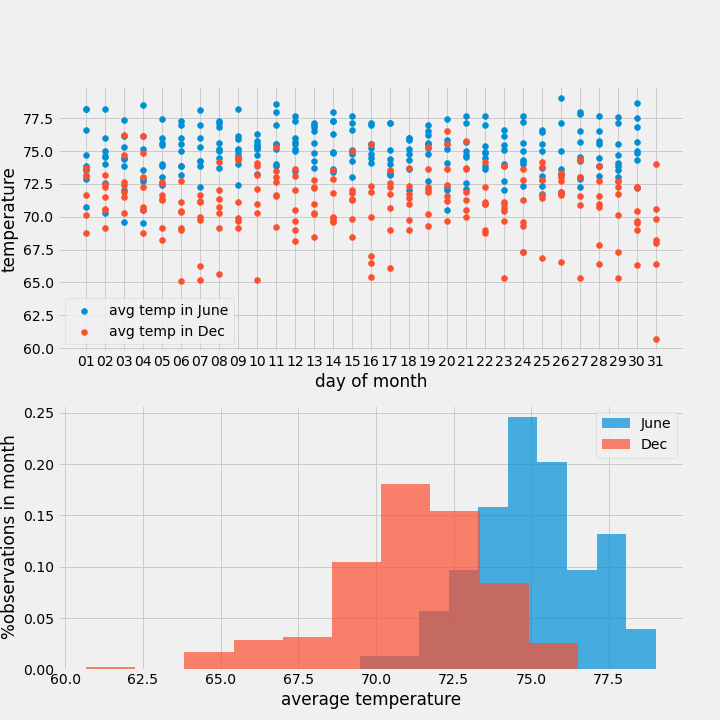 temperature
77.5
75.0
72.5
70.0
67.5
65.0
62.5
60.0
avg temp in June
avg temp in Dec
01 02 03 04 05 06 07 08 09 10 11 12 13 14 15 16 17 18 19 20 21 22 23 24 25 26 27 28 29 30 31
day of month
%observations in month
0.25
0.20
0.15
0.10
0.05
0.00
June
Dec
60.0 62.5 65.0 67.5 70.0 72.5 75.0 77.5
average temperature